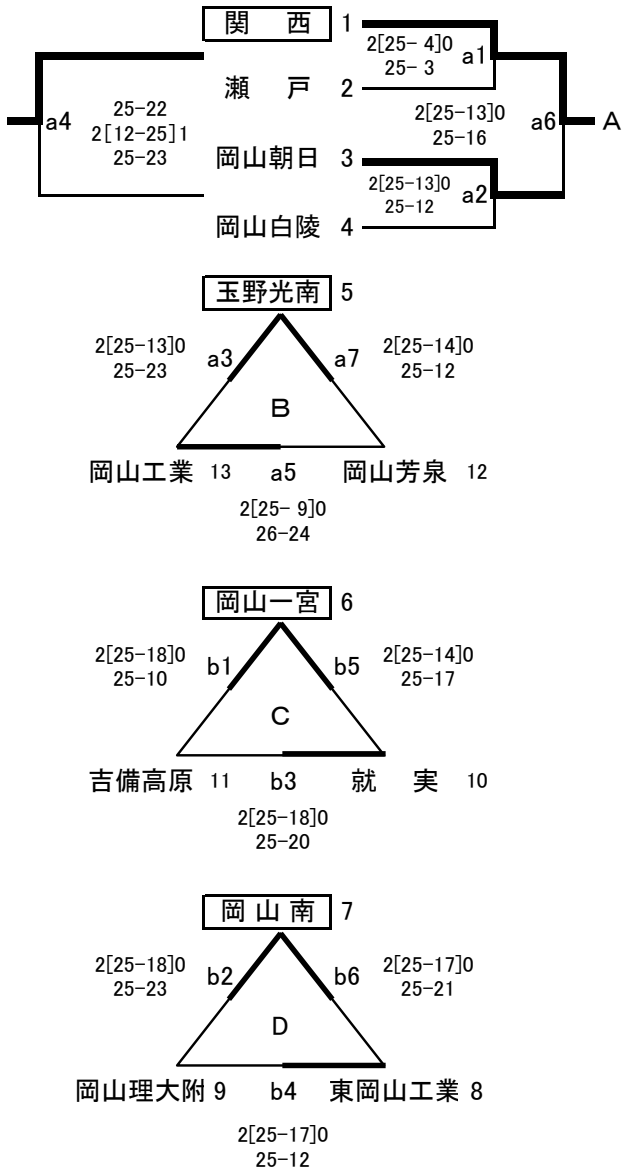 関　西 1
2[25- 4]0
25- 3
a1
瀬　戸 2
a4
25-22
2[12-25]1
25-23
2[25-13]0
25-16
a6
A
岡山朝日 3
2[25-13]0
25-12
a2
岡山白陵 4
玉野光南 5
2[25-13]0
25-23
a3
a7
2[25-14]0
25-12
B
岡山工業 13 a5 岡山芳泉 12
2[25- 9]0
26-24
岡山一宮 6
2[25-18]0
25-10
b1
b5
2[25-14]0
25-17
C
吉備高原 11 b3 就　実 10
2[25-18]0
25-20
岡 山 南 7
2[25-18]0
25-23
b2
b6
2[25-17]0
25-21
D
岡山理大附 9 b4 東岡山工業 8
2[25-17]0
25-12